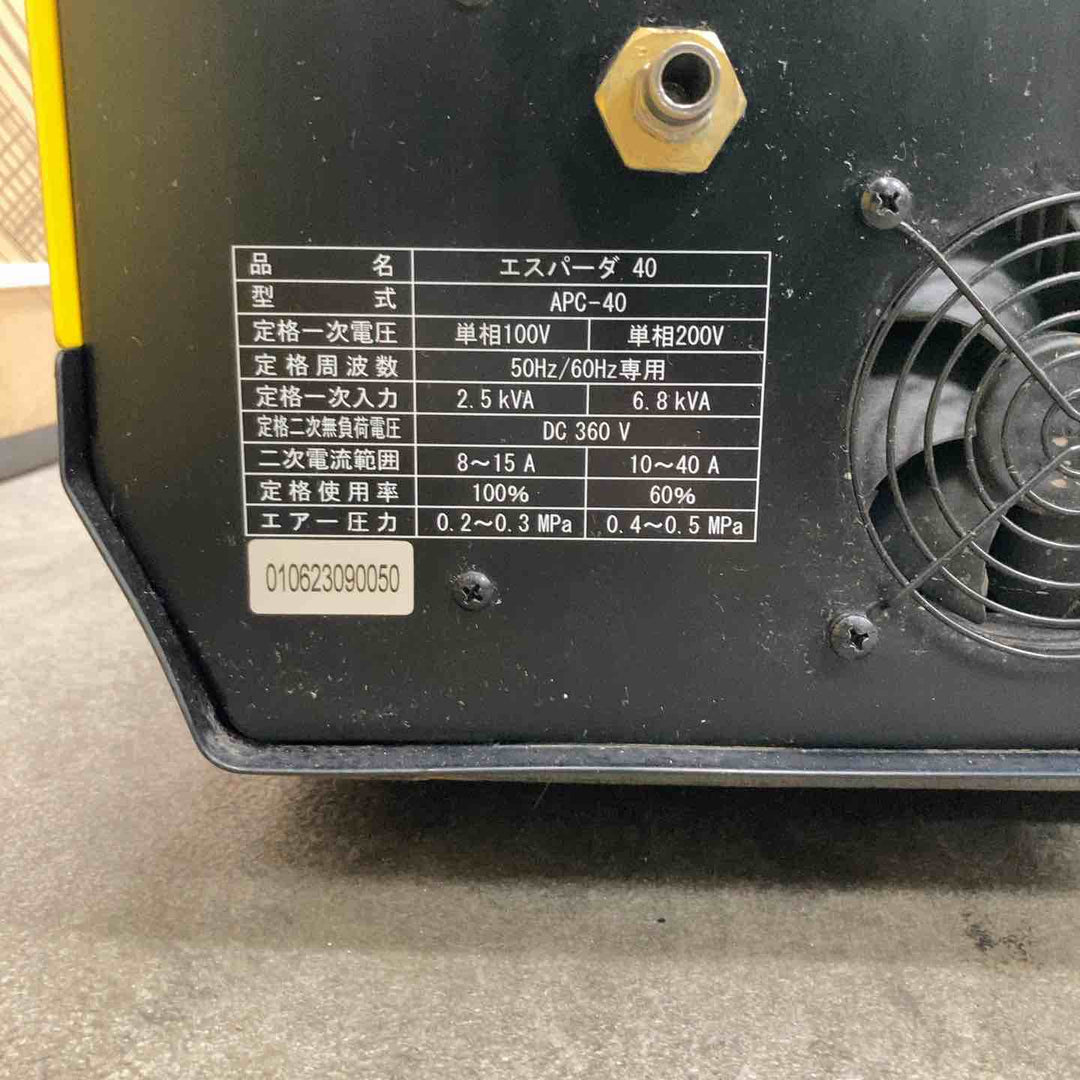 品名 エスパーダ 40
型式 APC-40
定格一次電圧 単相100V 単相200V
定格周波数 50Hz/60Hz専用
定格一次入力 2.5 kVA 6.8 kVA
定格二次無負荷電圧 DC 360 V
二次電流範囲 8〜15 A 10〜40 A
定格使用率 100% 60%
エアー圧力 0.2〜0.3 MPa 0.4〜0.5 MPa
010623090050